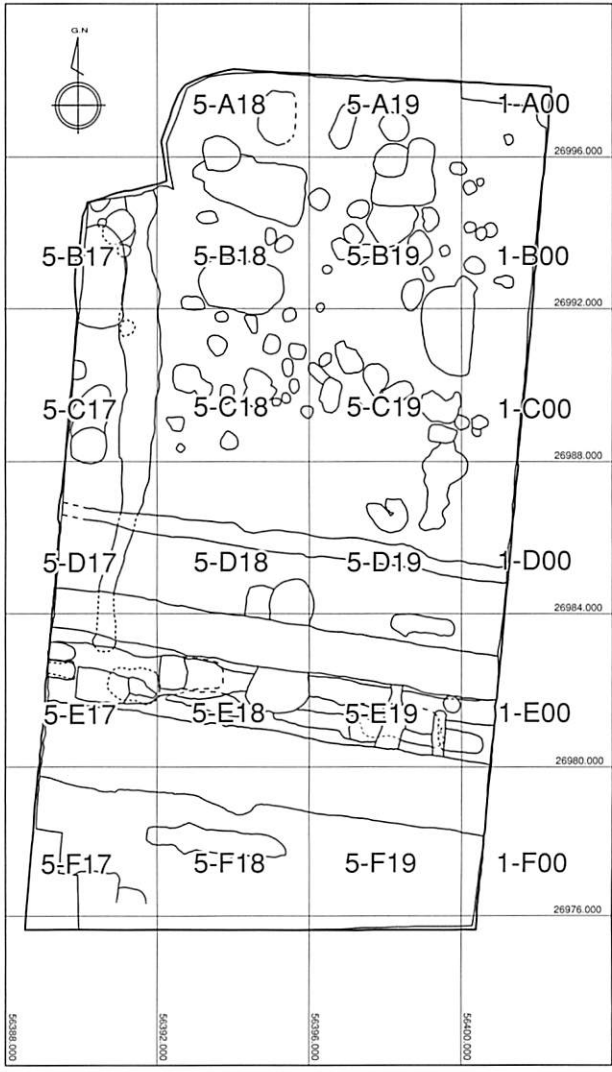 G.N
5-A18 5-A19 1-A00
26996.000
5-B17 5-B18 5-B19 1-B00
26992.000
5-C17 5-C18 5-C19 1-C00
26988.000
5-D17 5-D18 5-D19 1-D00
26984.000
5-E17 5-E18 5-E19 1-E00
26980.000
5-F17 5-F18 5-F19 1-F00
26976.000
56388.000 56392.000 56396.000 56400.000